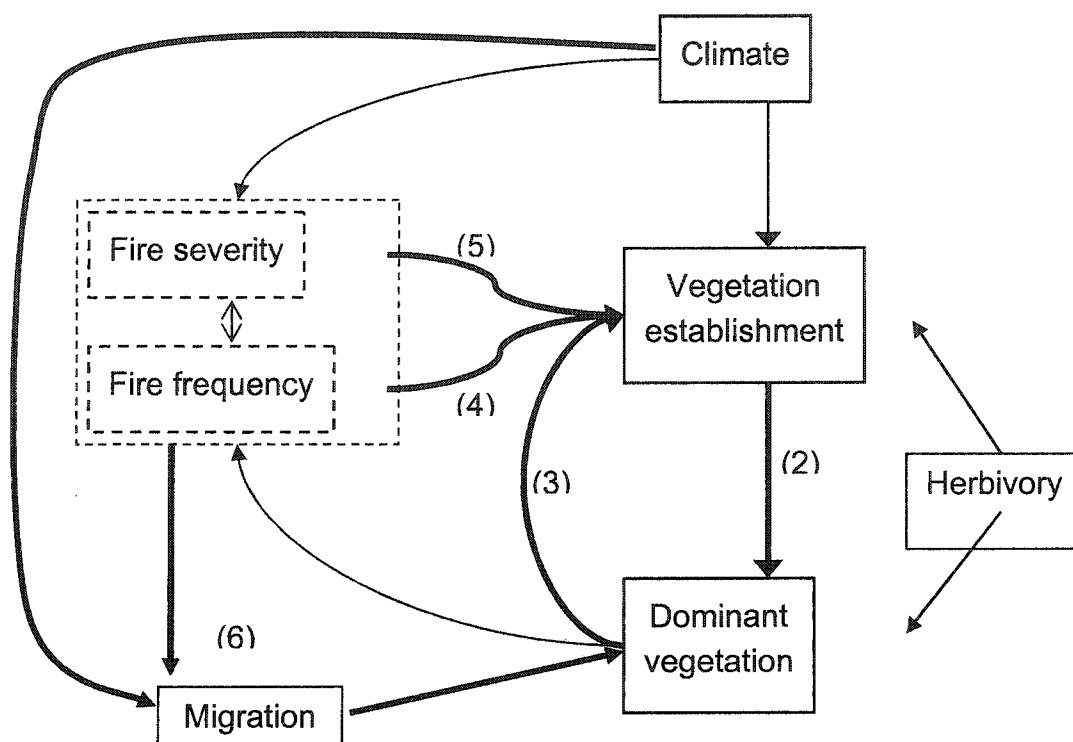 Climate
Fire severity
(5)
Vegetation
establishment
Fire frequency
(4)
(2)
(3)
Herbivory
Dominant
vegetation
(6)
Migration